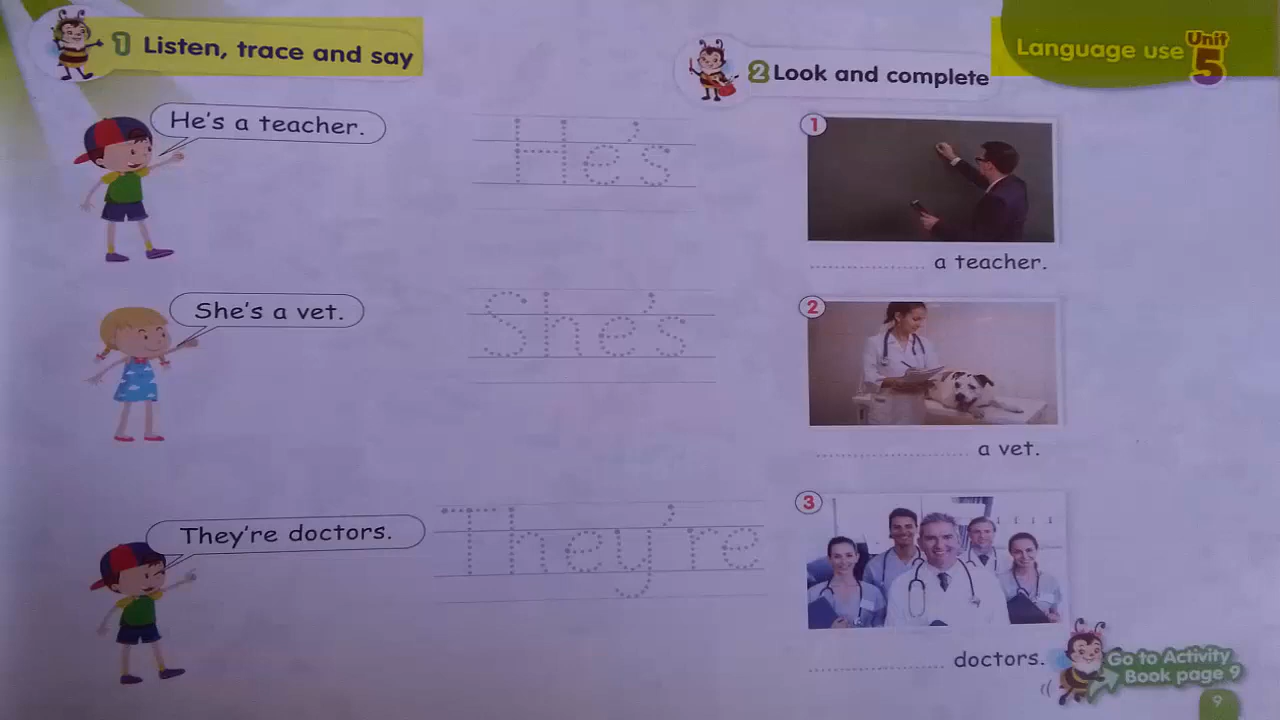 1 Listen, trace and say
He's a teacher.
He's
She's a vet.
She's
They're doctors.
They're
2 Look and complete
Language use Unit 5
1
.................... a teacher.
2
.................... a vet.
3
.................... doctors.
Go to Activity
Book page 9
9